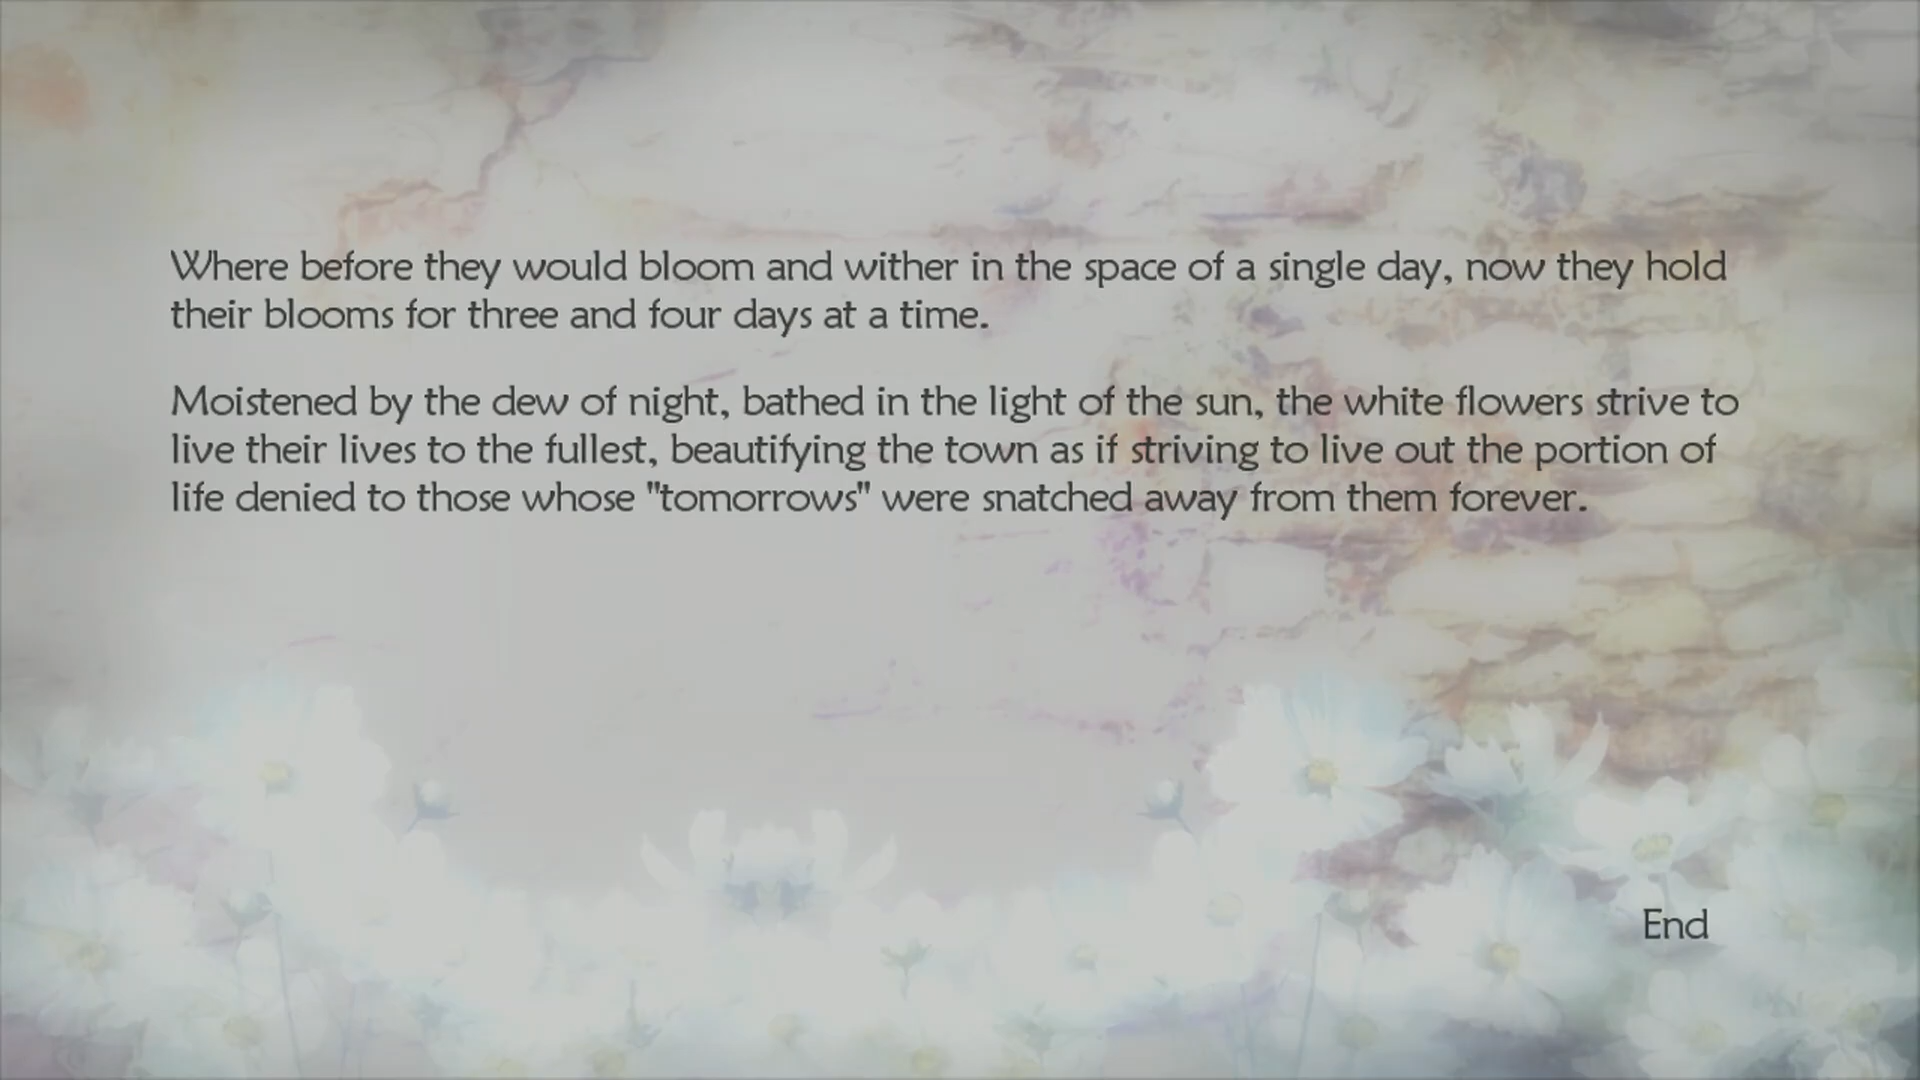 Where before they would bloom and wither in the space of a single day, now they hold
their blooms for three and four days at a time.
Moistened by the dew of night, bathed in the light of the sun, the white flowers strive to
live their lives to the fullest, beautifying the town as if striving to live out the portion of
life denied to those whose "tomorrows" were snatched away from them forever.
End